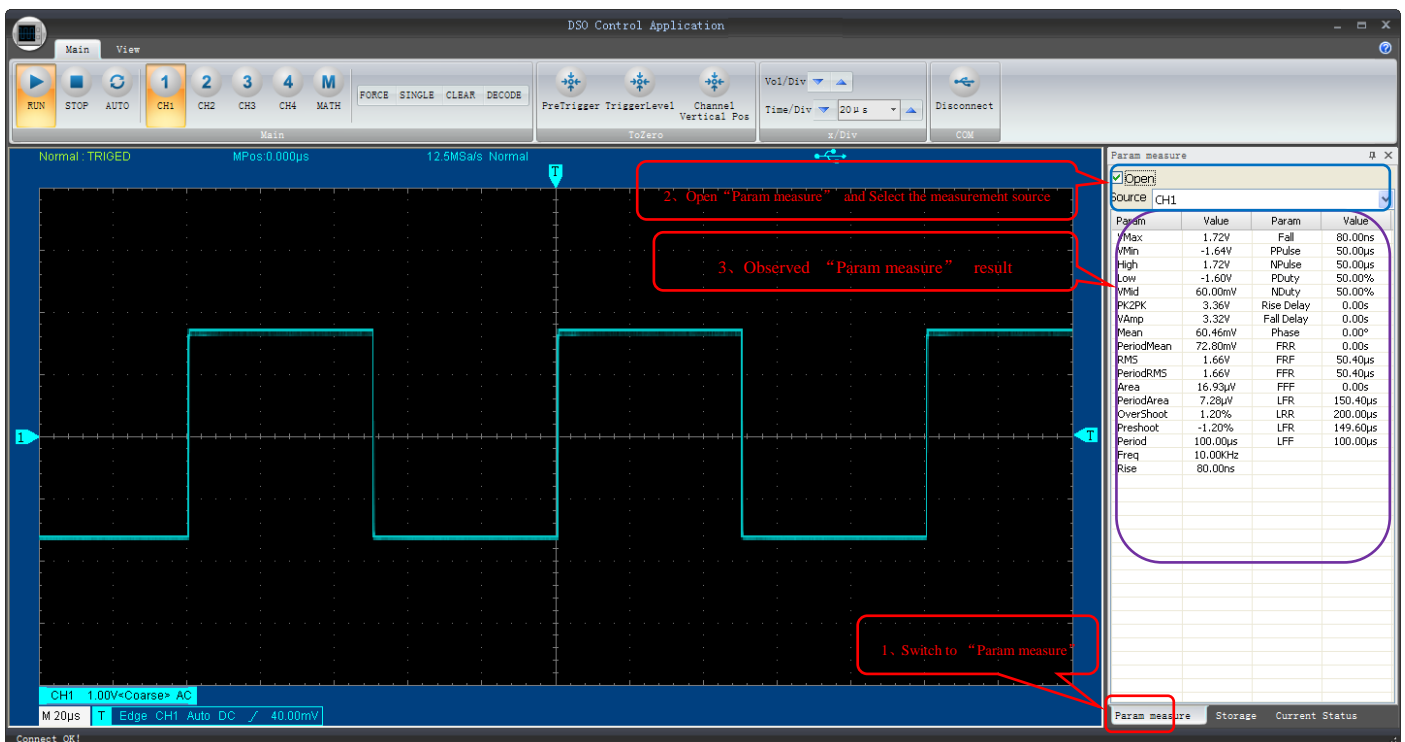 DSO Control Application
Main View
1 2 3 4 M
RUN STOP AUTO CH1 CH2 CH3 CH4 MATH FORCE SINGLE CLEAR DECODE
Main
PreTrigger TriggerLevel Channel Vertical Pos
ToZero
Vol/Div
Time/Div 20μs
x/Div
Disconnect
COM
Normal : TRIGED MPos:0.000μs 12.5MSa/s Normal
T
2、Open “Param measure” and Select the measurement source
3、Observed “Param measure” result
1
T
1、Switch to “Param measure”
CH1 1.00V<Coarse> AC
M 20μs T Edge CH1 Auto DC 40.00mV
Param measure
Open
Source CH1
Param Value Param Value
VMax 1.72V Fall 80.00ns
VMin -1.64V PPulse 50.00μs
High 1.72V NPulse 50.00μs
Low -1.60V PDuty 50.00%
VMid 60.00mV NDuty 50.00%
PK2PK 3.36V Rise Delay 0.00s
VAmp 3.32V Fall Delay 0.00s
Mean 60.46mV Phase 0.00°
PeriodMean 72.80mV FRR 0.00s
RMS 1.66V FRF 50.40μs
PeriodRMS 1.66V FFR 50.40μs
Area 16.93μV FFF 0.00s
PeriodArea 7.28μV LFR 150.40μs
OverShoot 1.20% LRR 200.00μs
Preshoot -1.20% LFR 149.60μs
Period 100.00μs LFF 100.00μs
Freq 10.00KHz
Rise 80.00ns
Param measure Storage Current Status
Connect OK!